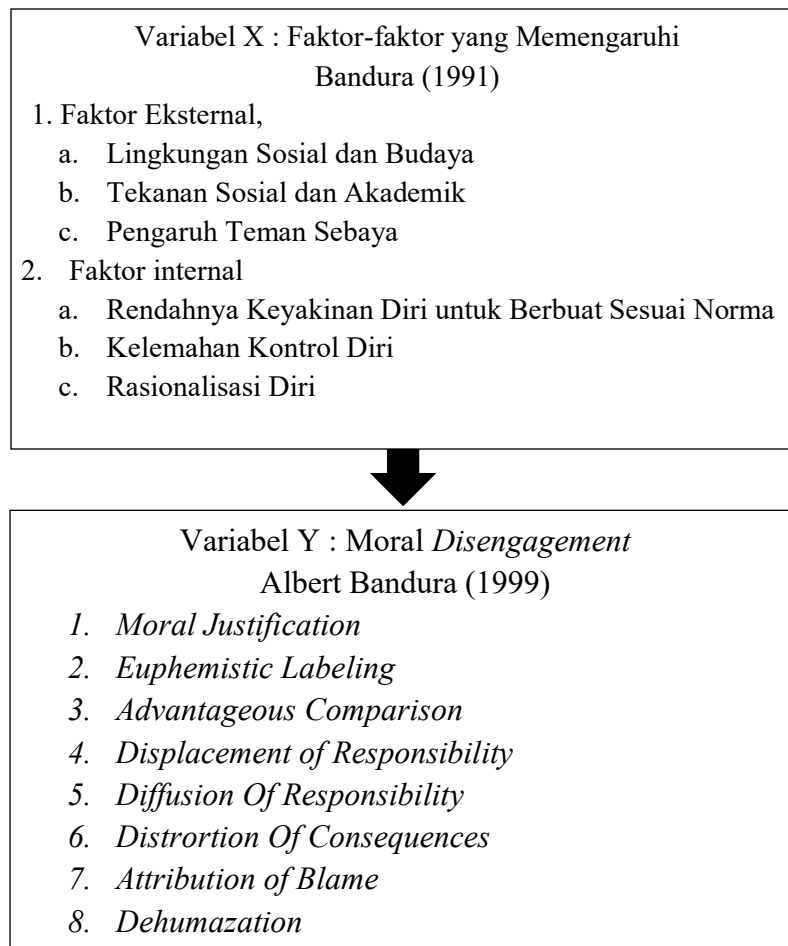 Variabel X : Faktor-faktor yang Memengaruhi
Bandura (1991)
1. Faktor Eksternal,
a. Lingkungan Sosial dan Budaya
b. Tekanan Sosial dan Akademik
c. Pengaruh Teman Sebaya
2. Faktor internal
a. Rendahnya Keyakinan Diri untuk Berbuat Sesuai Norma
b. Kelemahan Kontrol Diri
c. Rasionalisasi Diri
Variabel Y : Moral Disengagement
Albert Bandura (1999)
1. Moral Justification
2. Euphemistic Labeling
3. Advantageous Comparison
4. Displacement of Responsibility
5. Diffusion Of Responsibility
6. Distrortion Of Consequences
7. Attribution of Blame
8. Dehumazation